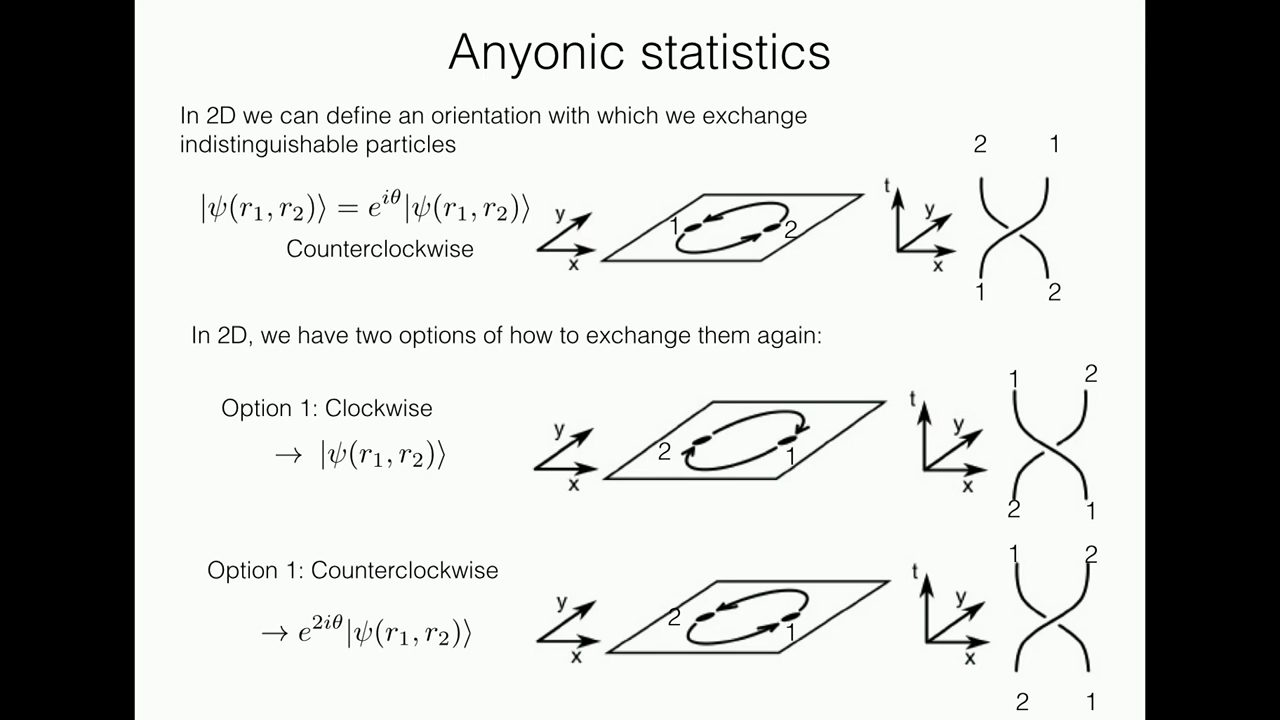 Anyonic statistics
In 2D we can define an orientation with which we exchange
indistinguishable particles
|ψ(r₁, r₂)⟩ = e^{iθ}|ψ(r₁, r₂)⟩
Counterclockwise
y
x
1
2
t
y
x
2 1
1 2
In 2D, we have two options of how to exchange them again:
Option 1: Clockwise
→ |ψ(r₁, r₂)⟩
y
x
2
1
t
y
x
1 2
2 1
Option 1: Counterclockwise
→ e^{2iθ}|ψ(r₁, r₂)⟩
y
x
2
1
t
y
x
1 2
2 1